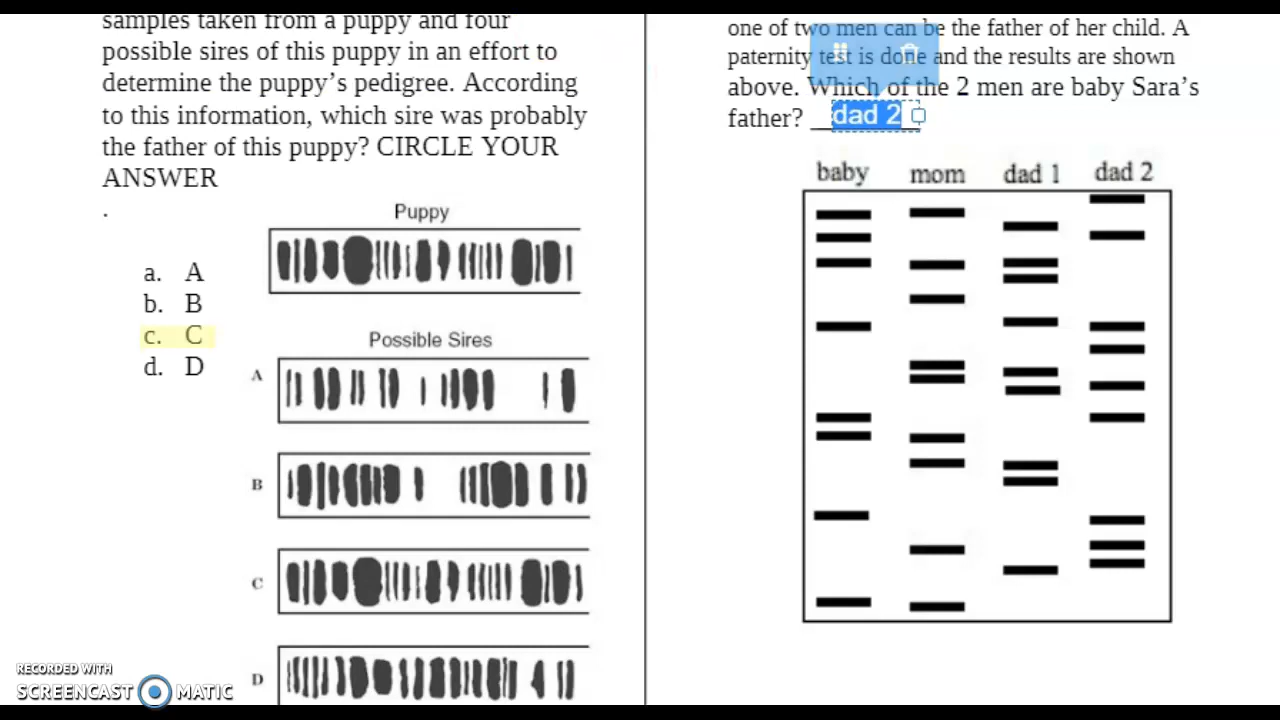 samples taken from a puppy and four
possible sires of this puppy in an effort to
determine the puppy's pedigree. According
to this information, which sire was probably
the father of this puppy? CIRCLE YOUR
ANSWER
.
a. A
b. B
c. C
d. D
Puppy
Possible Sires
A
B
C
D
one of two men can be the father of her child. A
paternity test is done and the results are shown
above. Which of the 2 men are baby Sara's
father? __dad 2__
baby mom dad 1 dad 2
RECORDED WITH
SCREENCAST MATIC